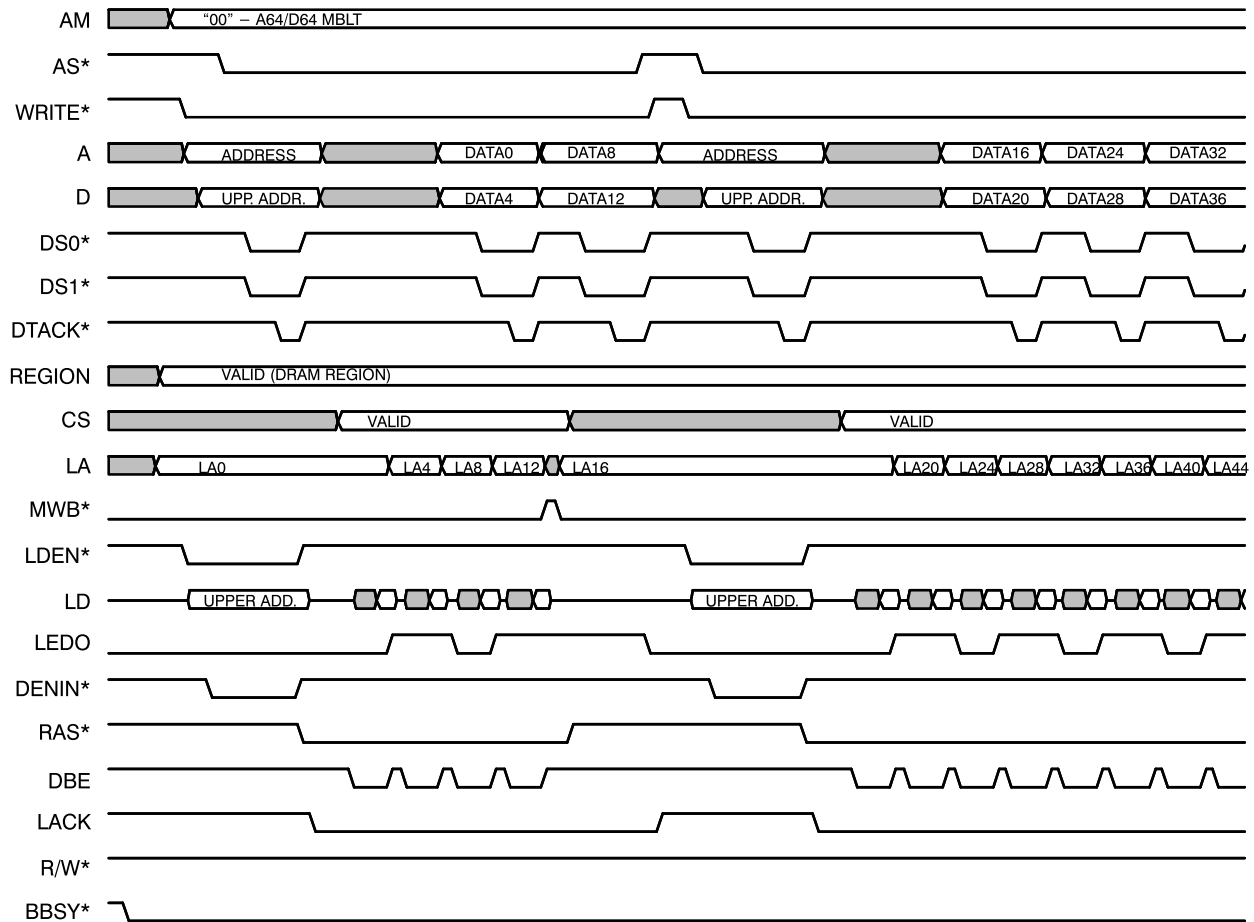 AM “00” – A64/D64 MBLT
AS*
WRITE*
A ADDRESS DATA0 DATA8 ADDRESS DATA16 DATA24 DATA32
D UPP. ADDR. DATA4 DATA12 UPP. ADDR. DATA20 DATA28 DATA36
DS0*
DS1*
DTACK*
REGION VALID (DRAM REGION)
CS VALID VALID
LA LA0 LA4 LA8 LA12 LA16 LA20 LA24 LA28 LA32 LA36 LA40 LA44
MWB*
LDEN*
LD UPPER ADD. UPPER ADD.
LEDO
DENIN*
RAS*
DBE
LACK
R/W*
BBSY*